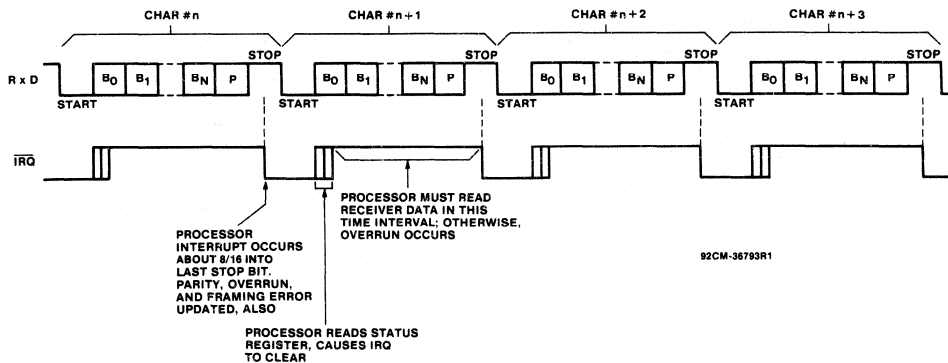 CHAR #n CHAR #n+1 CHAR #n+2 CHAR #n+3
STOP STOP STOP STOP
R x D B0 B1 BN P B0 B1 BN P B0 B1 BN P B0 B1 BN P
START START START START
IRQ
PROCESSOR
INTERRUPT OCCURS
ABOUT 8/16 INTO
LAST STOP BIT.
PARITY, OVERRUN,
AND FRAMING ERROR
UPDATED, ALSO
PROCESSOR READS STATUS
REGISTER, CAUSES IRQ
TO CLEAR
PROCESSOR MUST READ
RECEIVER DATA IN THIS
TIME INTERVAL; OTHERWISE,
OVERRUN OCCURS
92CM-36793R1